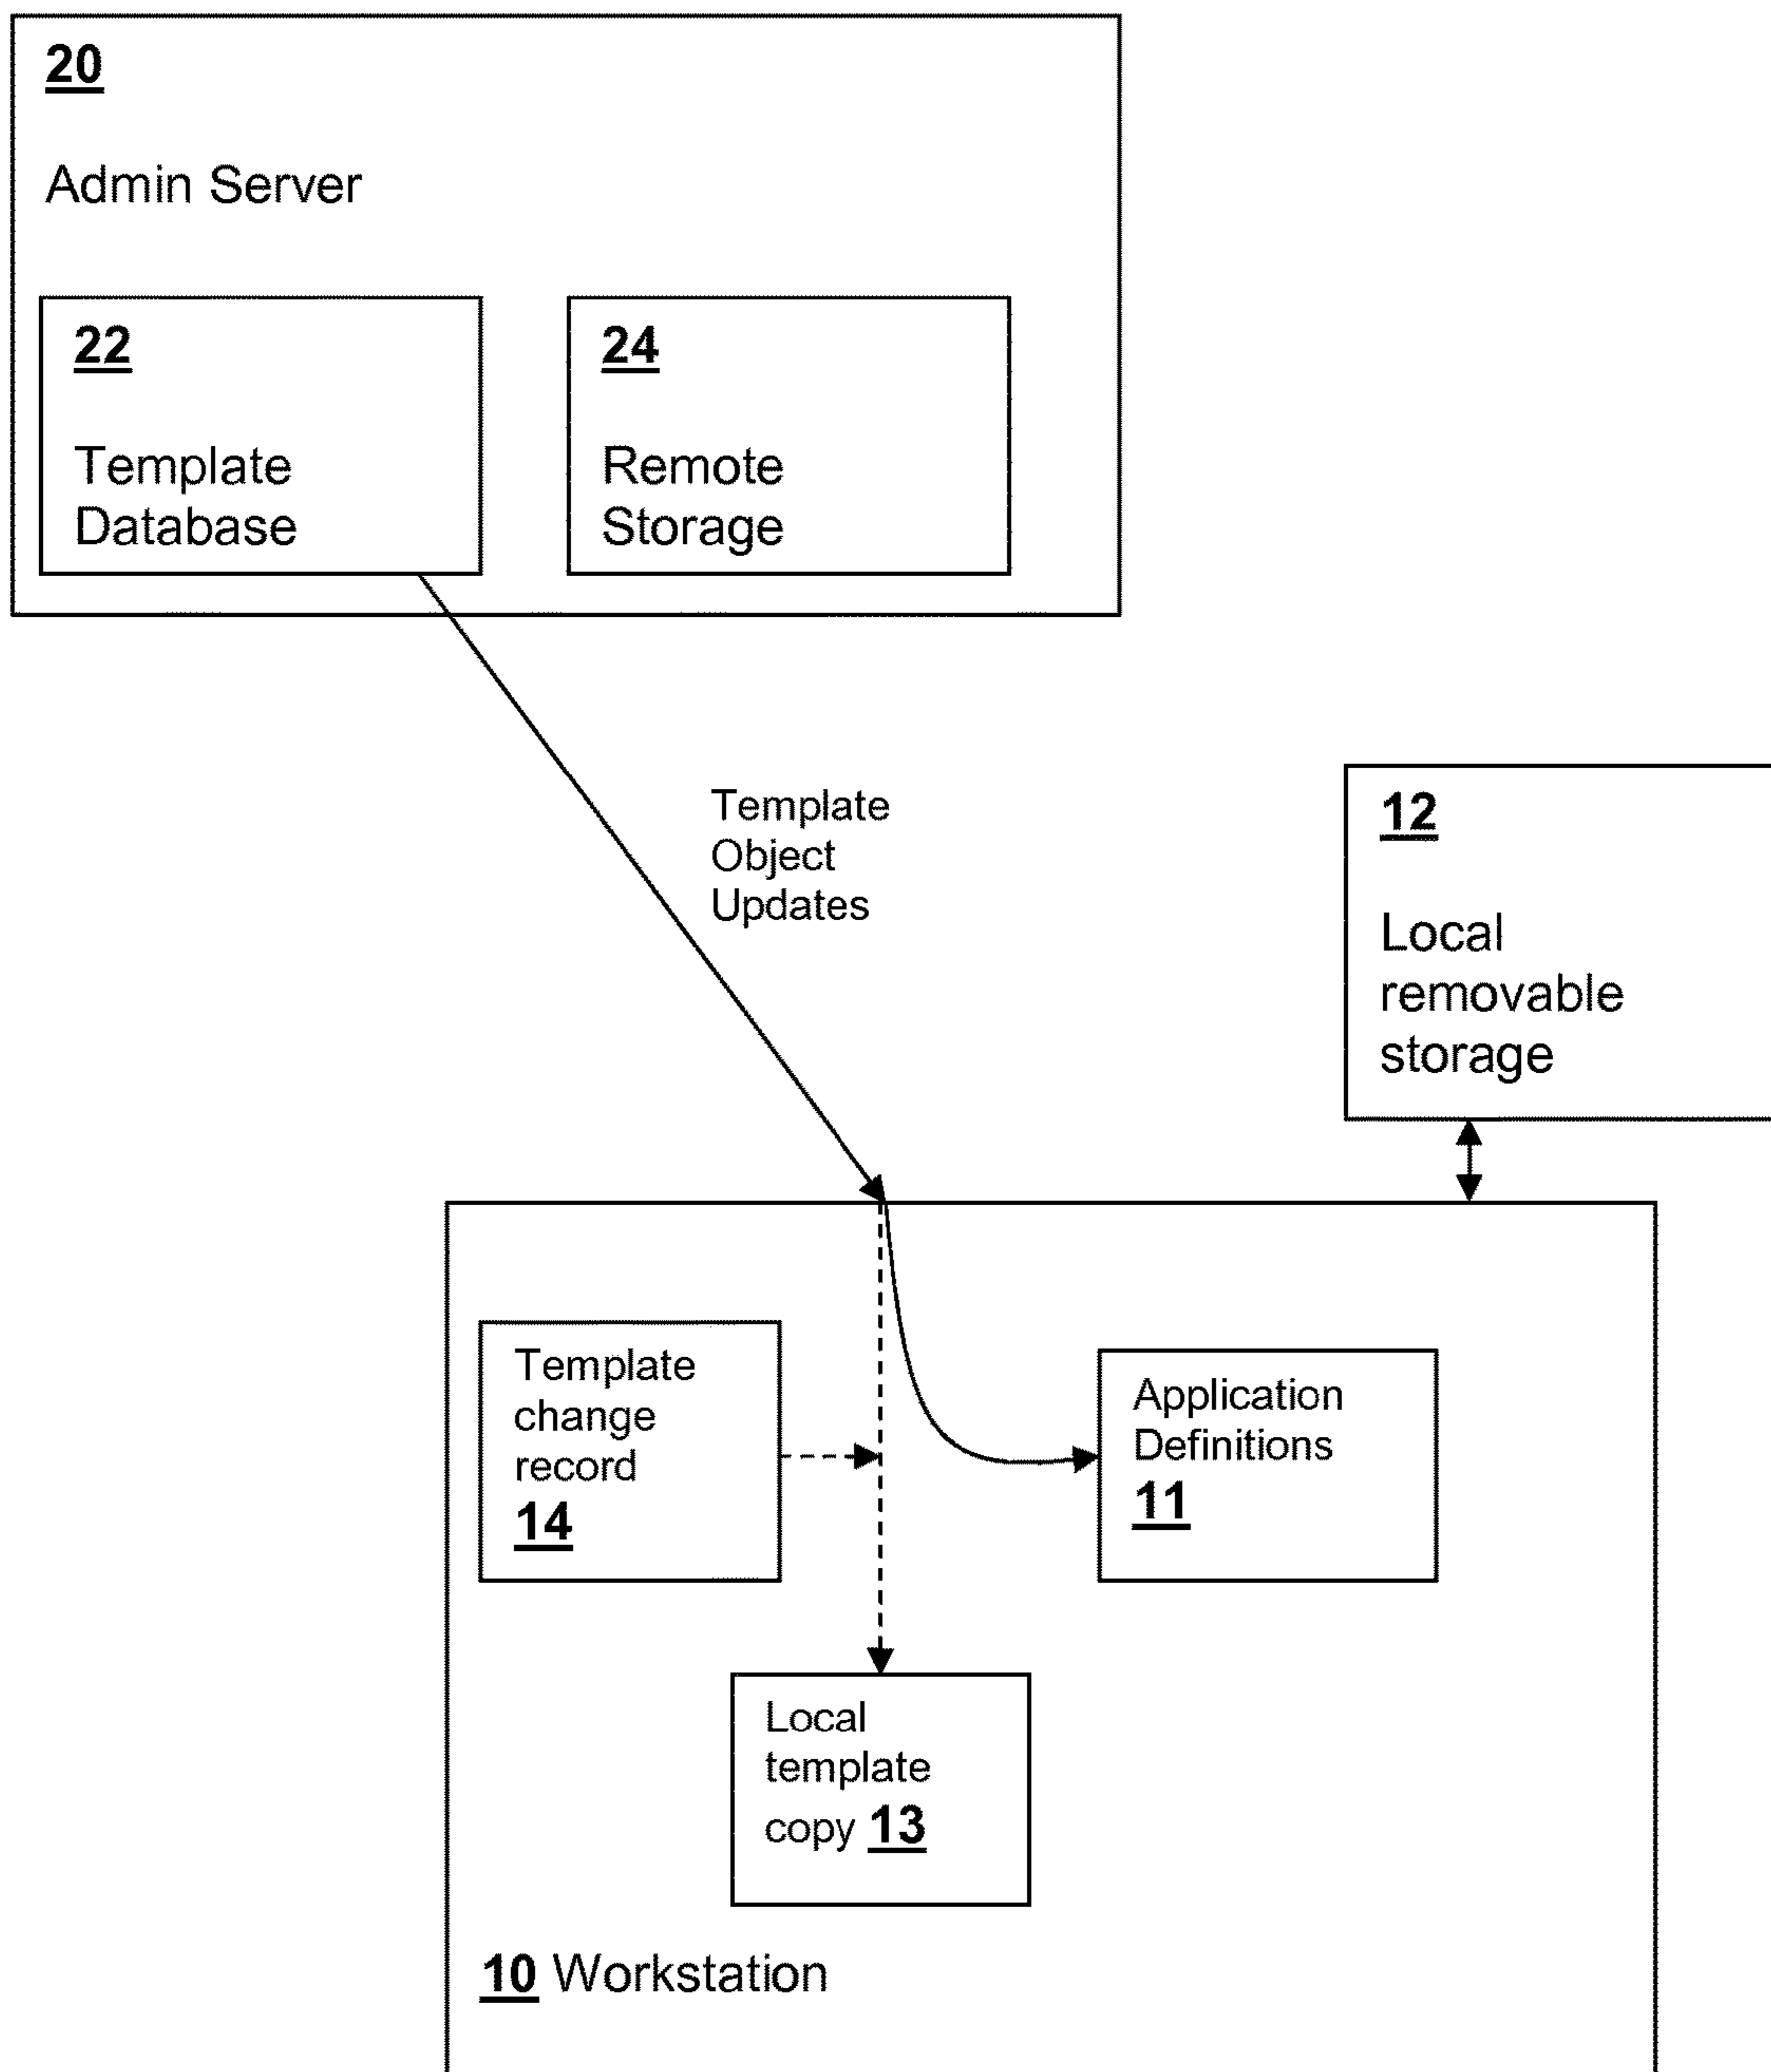 20
Admin Server
22
Template
Database
24
Remote
Storage
Template
Object
Updates
12
Local
removable
storage
Template
change
record
14
Application
Definitions
11
Local
template
copy 13
10 Workstation